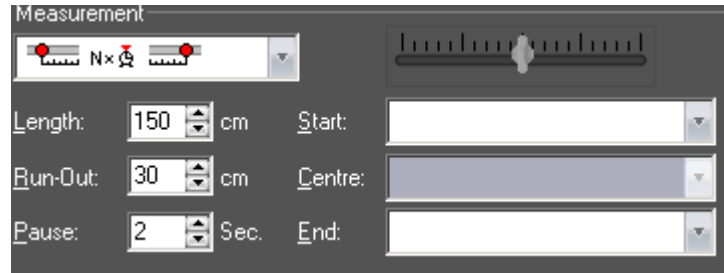 Measurement
N×
Length: 150 cm Start:
Run-Out: 30 cm Centre:
Pause: 2 Sec. End: